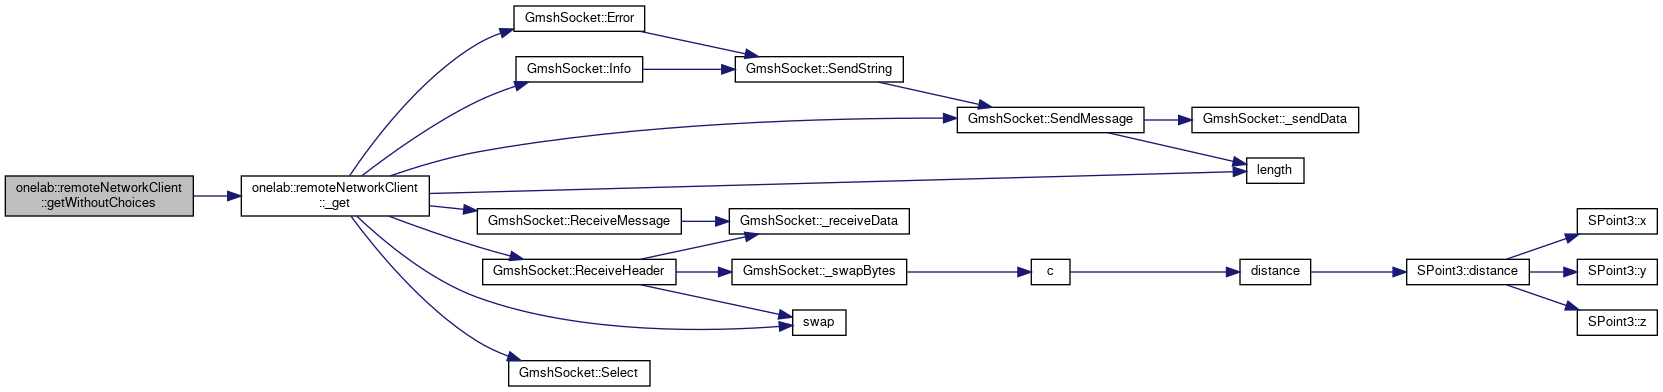 onelab::remoteNetworkClient
::getWithoutChoices
onelab::remoteNetworkClient
::_get
GmshSocket::Error
GmshSocket::Info
GmshSocket::SendString
GmshSocket::SendMessage
GmshSocket::_sendData
length
GmshSocket::ReceiveMessage
GmshSocket::_receiveData
GmshSocket::ReceiveHeader
GmshSocket::_swapBytes
c
distance
SPoint3::distance
SPoint3::x
SPoint3::y
SPoint3::z
swap
GmshSocket::Select